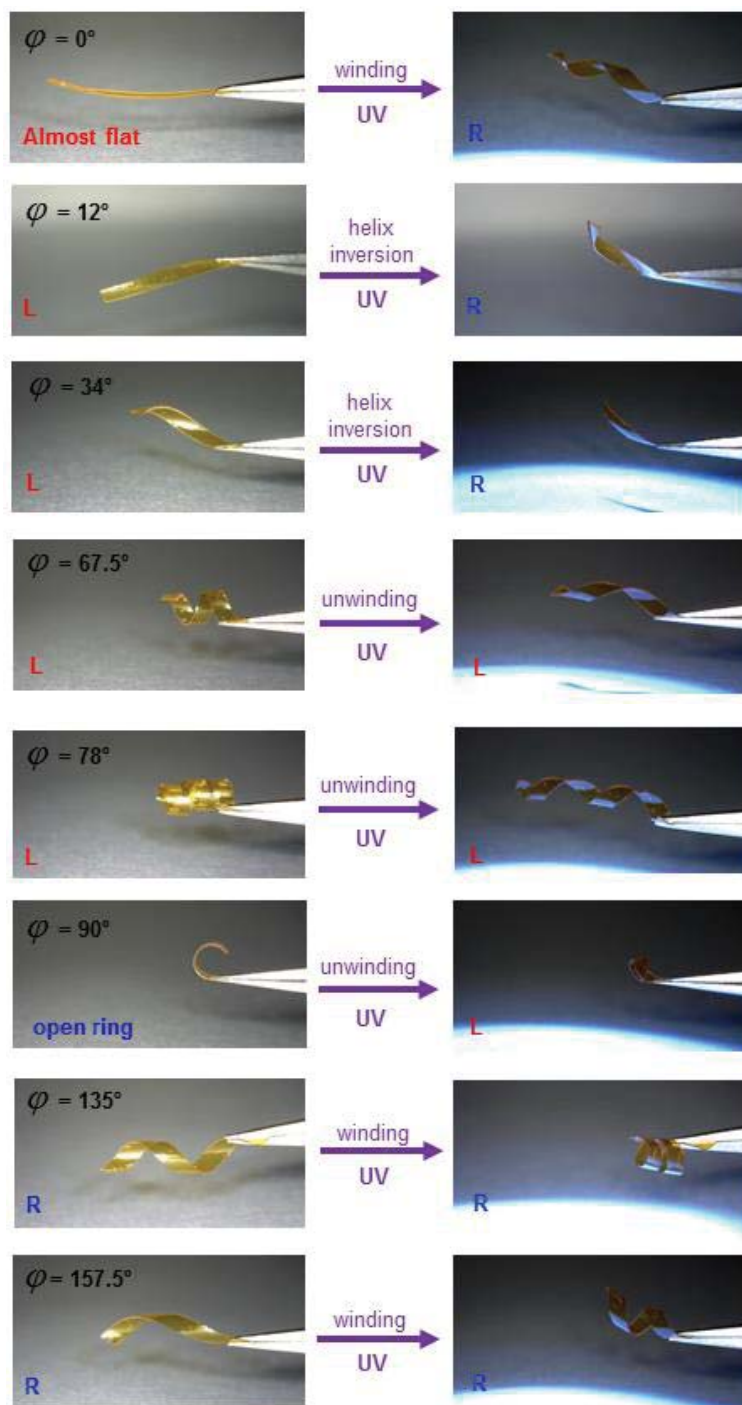 φ = 0°
Almost flat
winding
UV
R
φ = 12°
L
helix
inversion
UV
R
φ = 34°
L
helix
inversion
UV
R
φ = 67.5°
L
unwinding
UV
L
φ = 78°
L
unwinding
UV
L
φ = 90°
open ring
unwinding
UV
L
φ = 135°
R
winding
UV
R
φ = 157.5°
R
winding
UV
R